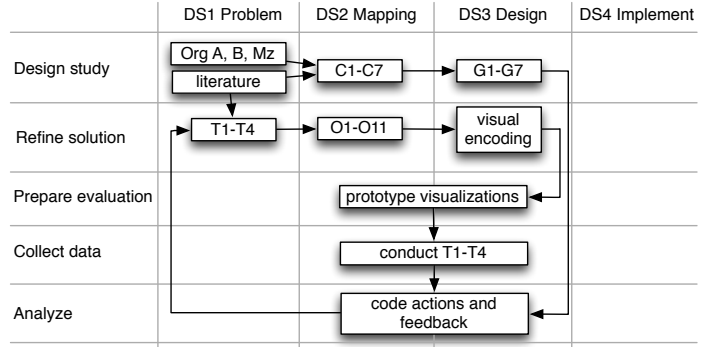 DS1 Problem DS2 Mapping DS3 Design DS4 Implement
Design study
Org A, B, Mz
literature
C1-C7
G1-G7
Refine solution
T1-T4
O1-O11
visual
encoding
Prepare evaluation
prototype visualizations
Collect data
conduct T1-T4
Analyze
code actions and
feedback